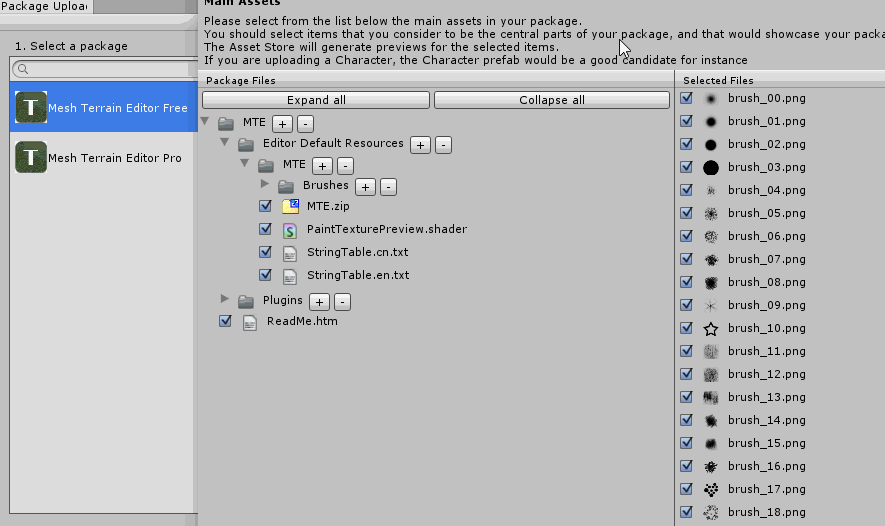 Package Upload
Main Assets
1. Select a package
Mesh Terrain Editor Free
Mesh Terrain Editor Pro
Please select from the list below the main assets in your package.
You should select items that you consider to be the central parts of your package, and that would showcase your packa
The Asset Store will generate previews for the selected items.
If you are uploading a Character, the Character prefab would be a good candidate for instance
Package Files
Expand all
Collapse all
MTE + -
Editor Default Resources + -
MTE + -
Brushes + -
MTE.zip
PaintTexturePreview.shader
StringTable.cn.txt
StringTable.en.txt
Plugins + -
ReadMe.htm
Selected Files
brush_00.png
brush_01.png
brush_02.png
brush_03.png
brush_04.png
brush_05.png
brush_06.png
brush_07.png
brush_08.png
brush_09.png
brush_10.png
brush_11.png
brush_12.png
brush_13.png
brush_14.png
brush_15.png
brush_16.png
brush_17.png
brush_18.png